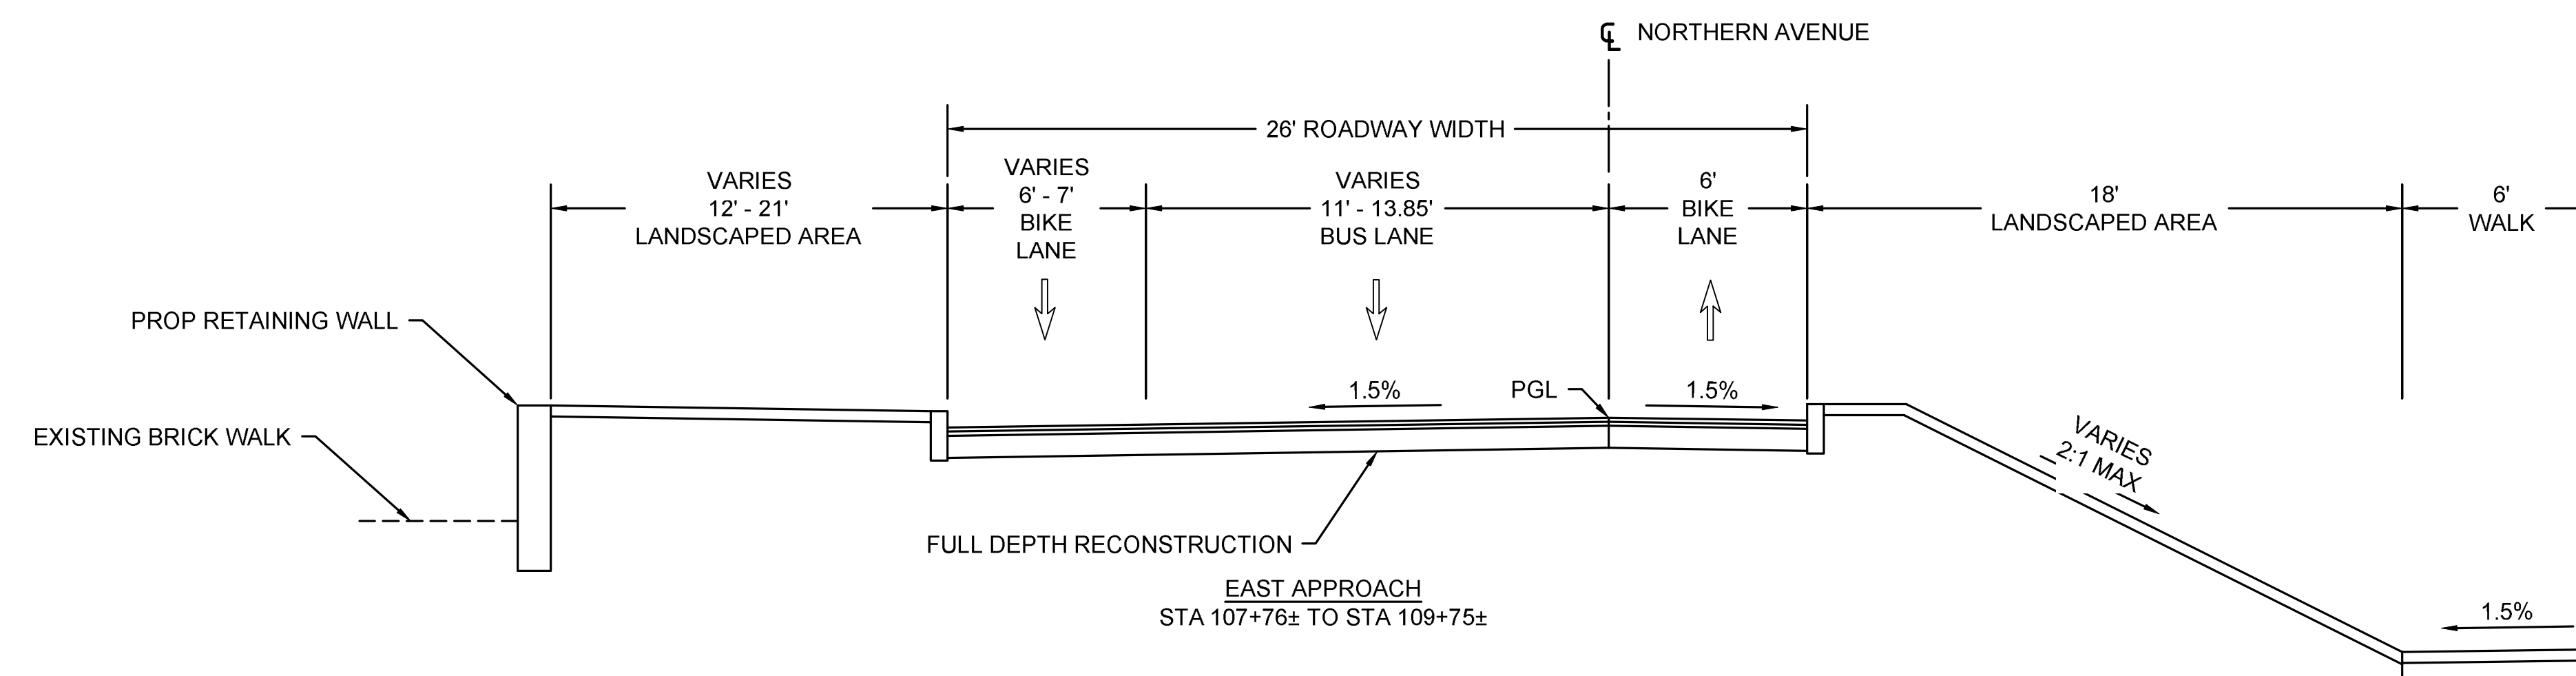 ℄ NORTHERN AVENUE
26' ROADWAY WIDTH
VARIES
12' - 21'
LANDSCAPED AREA
VARIES
6' - 7'
BIKE
LANE
VARIES
11' - 13.85'
BUS LANE
6'
BIKE
LANE
18'
LANDSCAPED AREA
6'
WALK
PROP RETAINING WALL
EXISTING BRICK WALK
1.5%
PGL
1.5%
VARIES
2:1 MAX
FULL DEPTH RECONSTRUCTION
EAST APPROACH
STA 107+76± TO STA 109+75±
1.5%